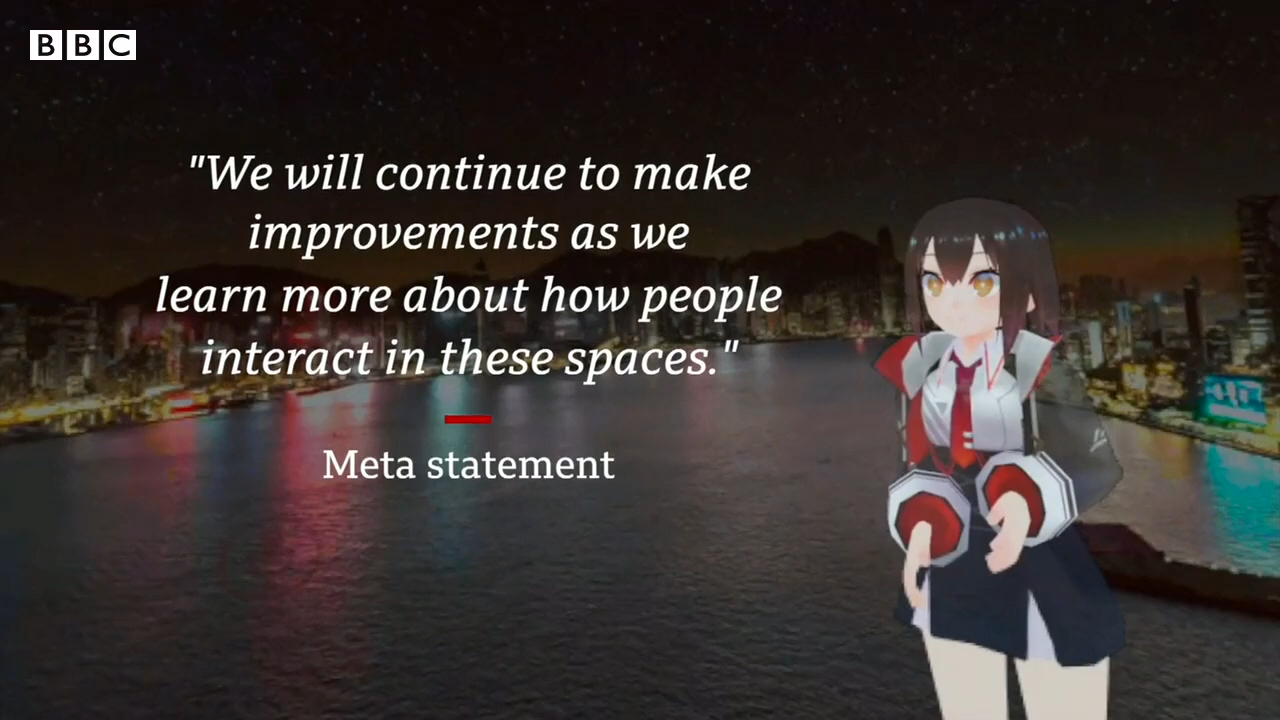 BBC
"We will continue to make
improvements as we
learn more about how people
interact in these spaces."
Meta statement